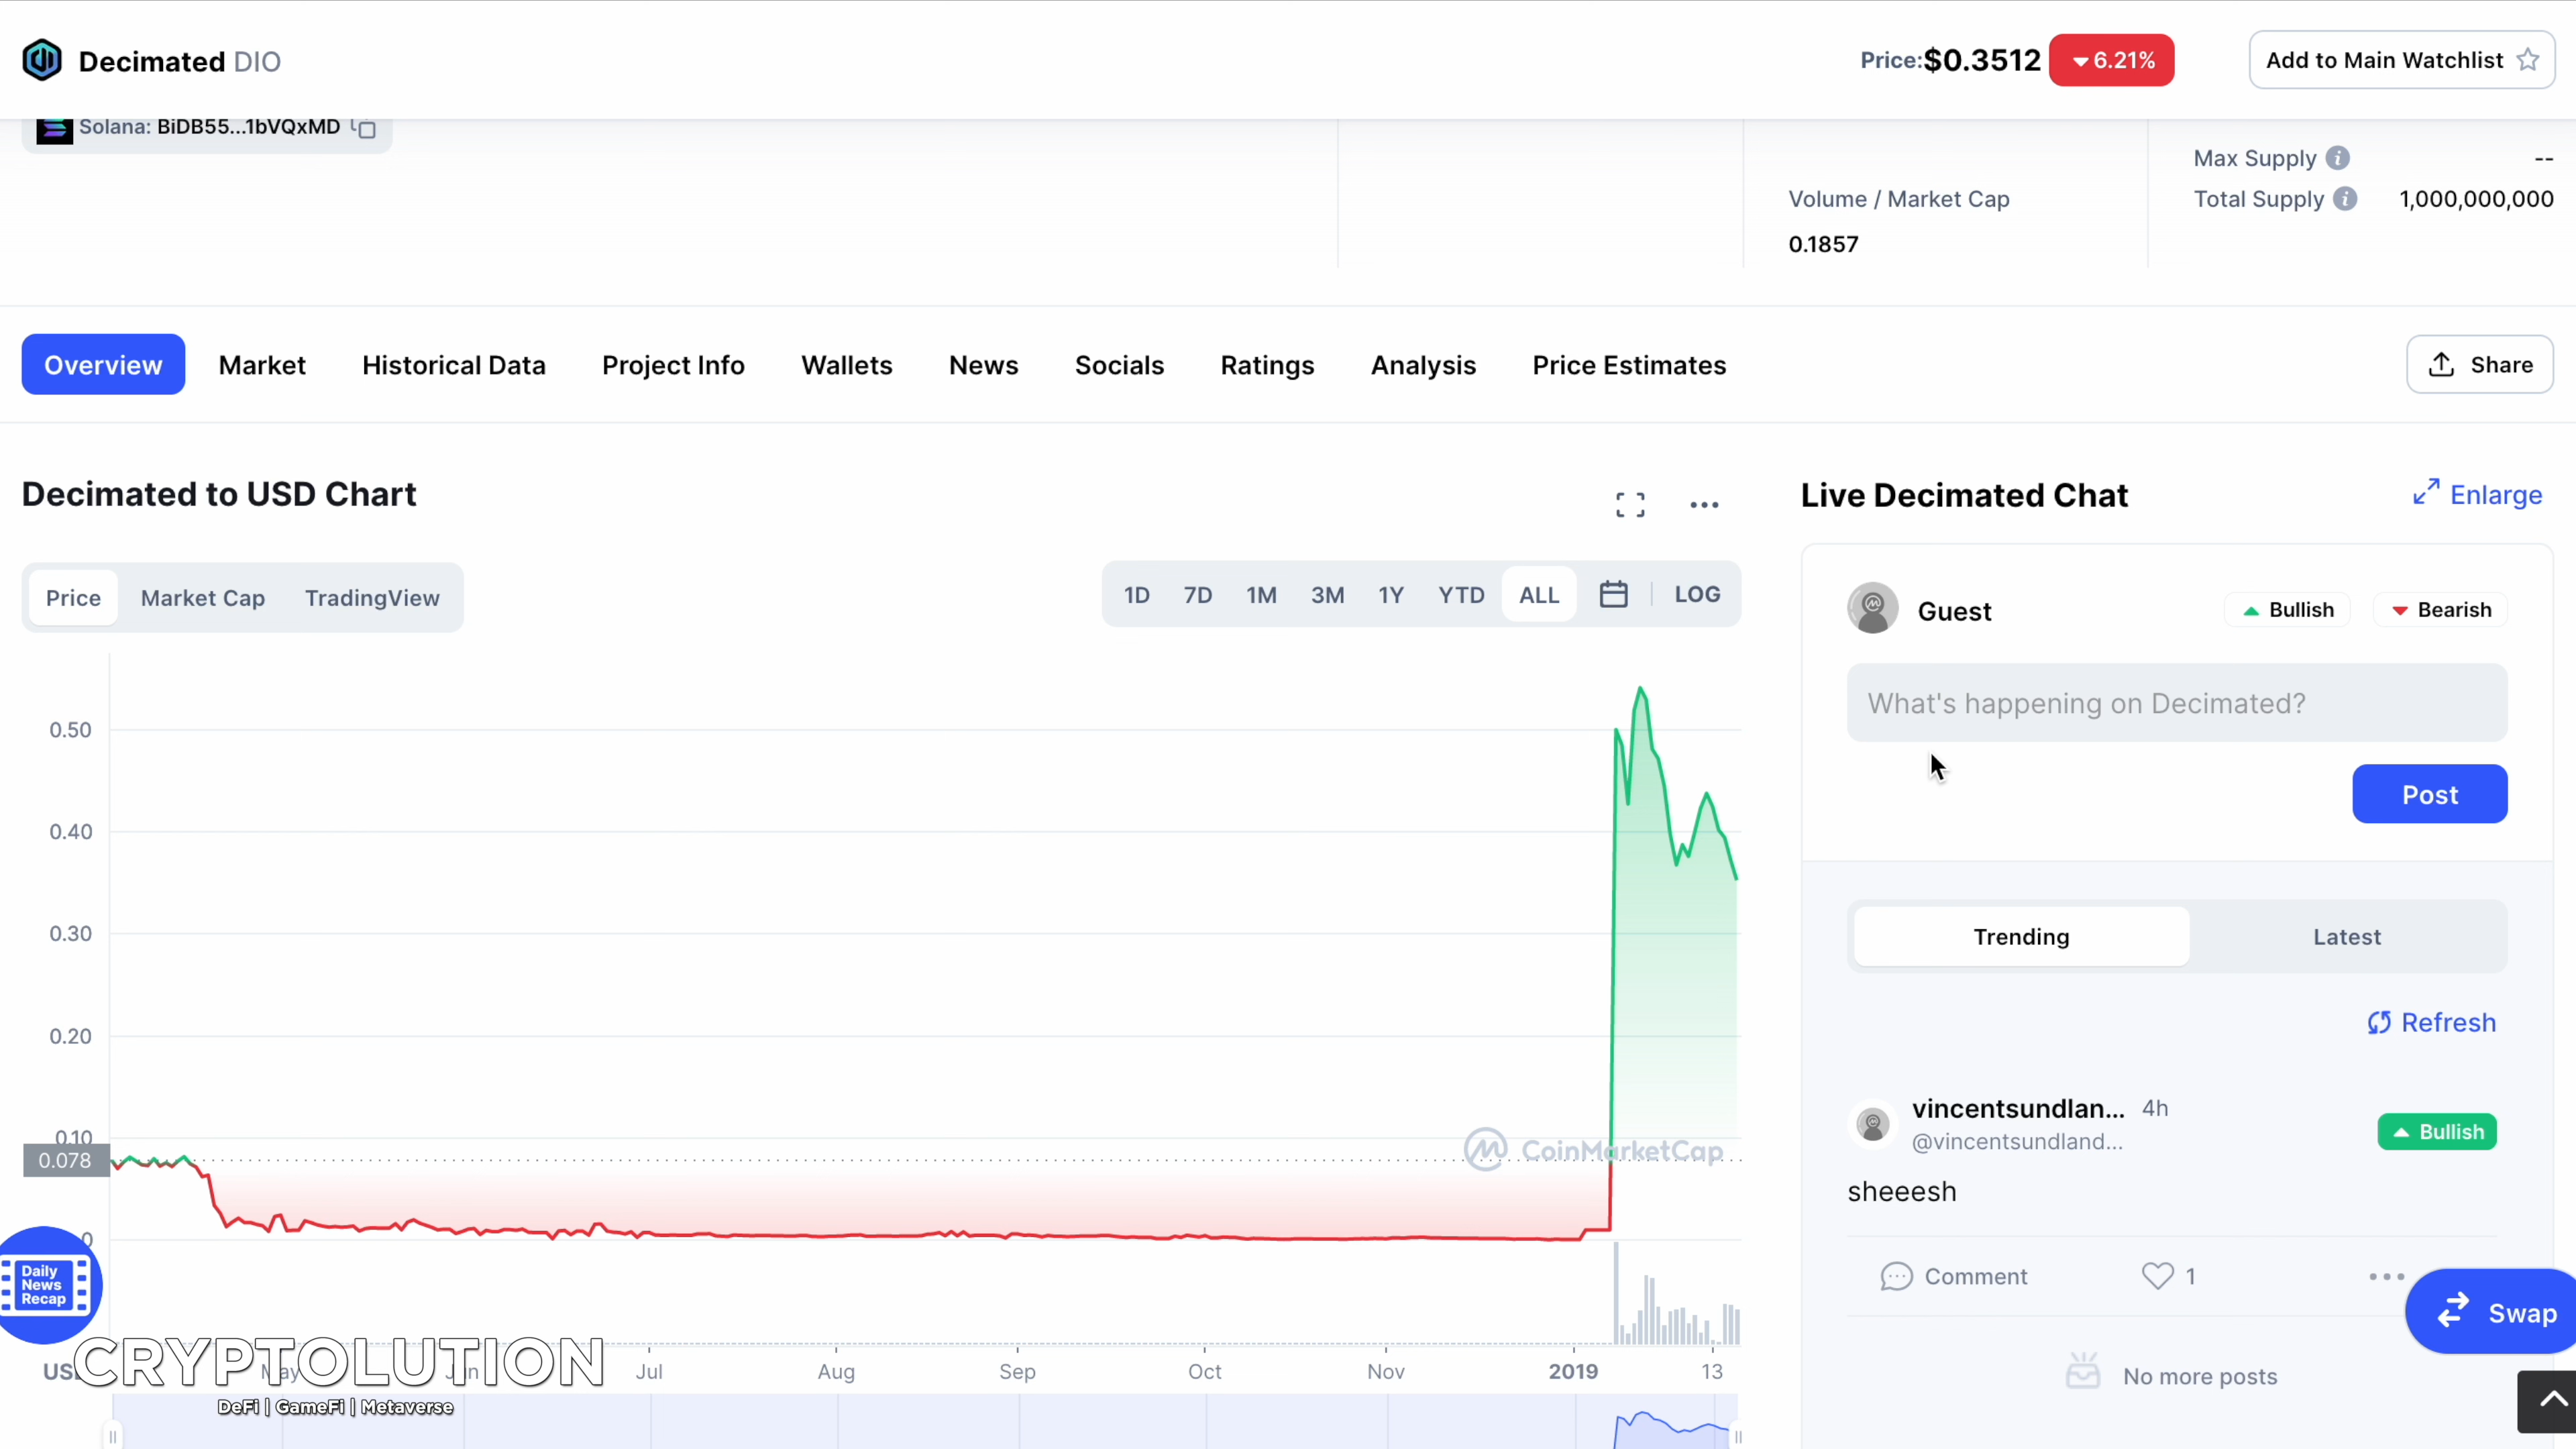 Decimated DIO
Price:$0.3512 6.21%
Add to Main Watchlist
Solana: BiDB55...1bVQxMD
Max Supply --
Volume / Market Cap
Total Supply 1,000,000,000
0.1857
Overview Market Historical Data Project Info Wallets News Socials Ratings Analysis Price Estimates
Share
Decimated to USD Chart
Live Decimated Chat
Enlarge
Price Market Cap TradingView
1D 7D 1M 3M 1Y YTD ALL LOG
Guest
Bullish
Bearish
What's happening on Decimated?
Post
0.50
0.40
0.30
0.20
0.10
0.078
0
CoinMarketCap
Trending
Latest
Refresh
vincentsundlan... 4h
@vincentsundland...
Bullish
sheeesh
Comment
1
Swap
No more posts
Daily
News
Recap
CRYPTOLUTION
DeFi | GameFi | Metaverse
May Jul Aug Sep Oct Nov 2019 13